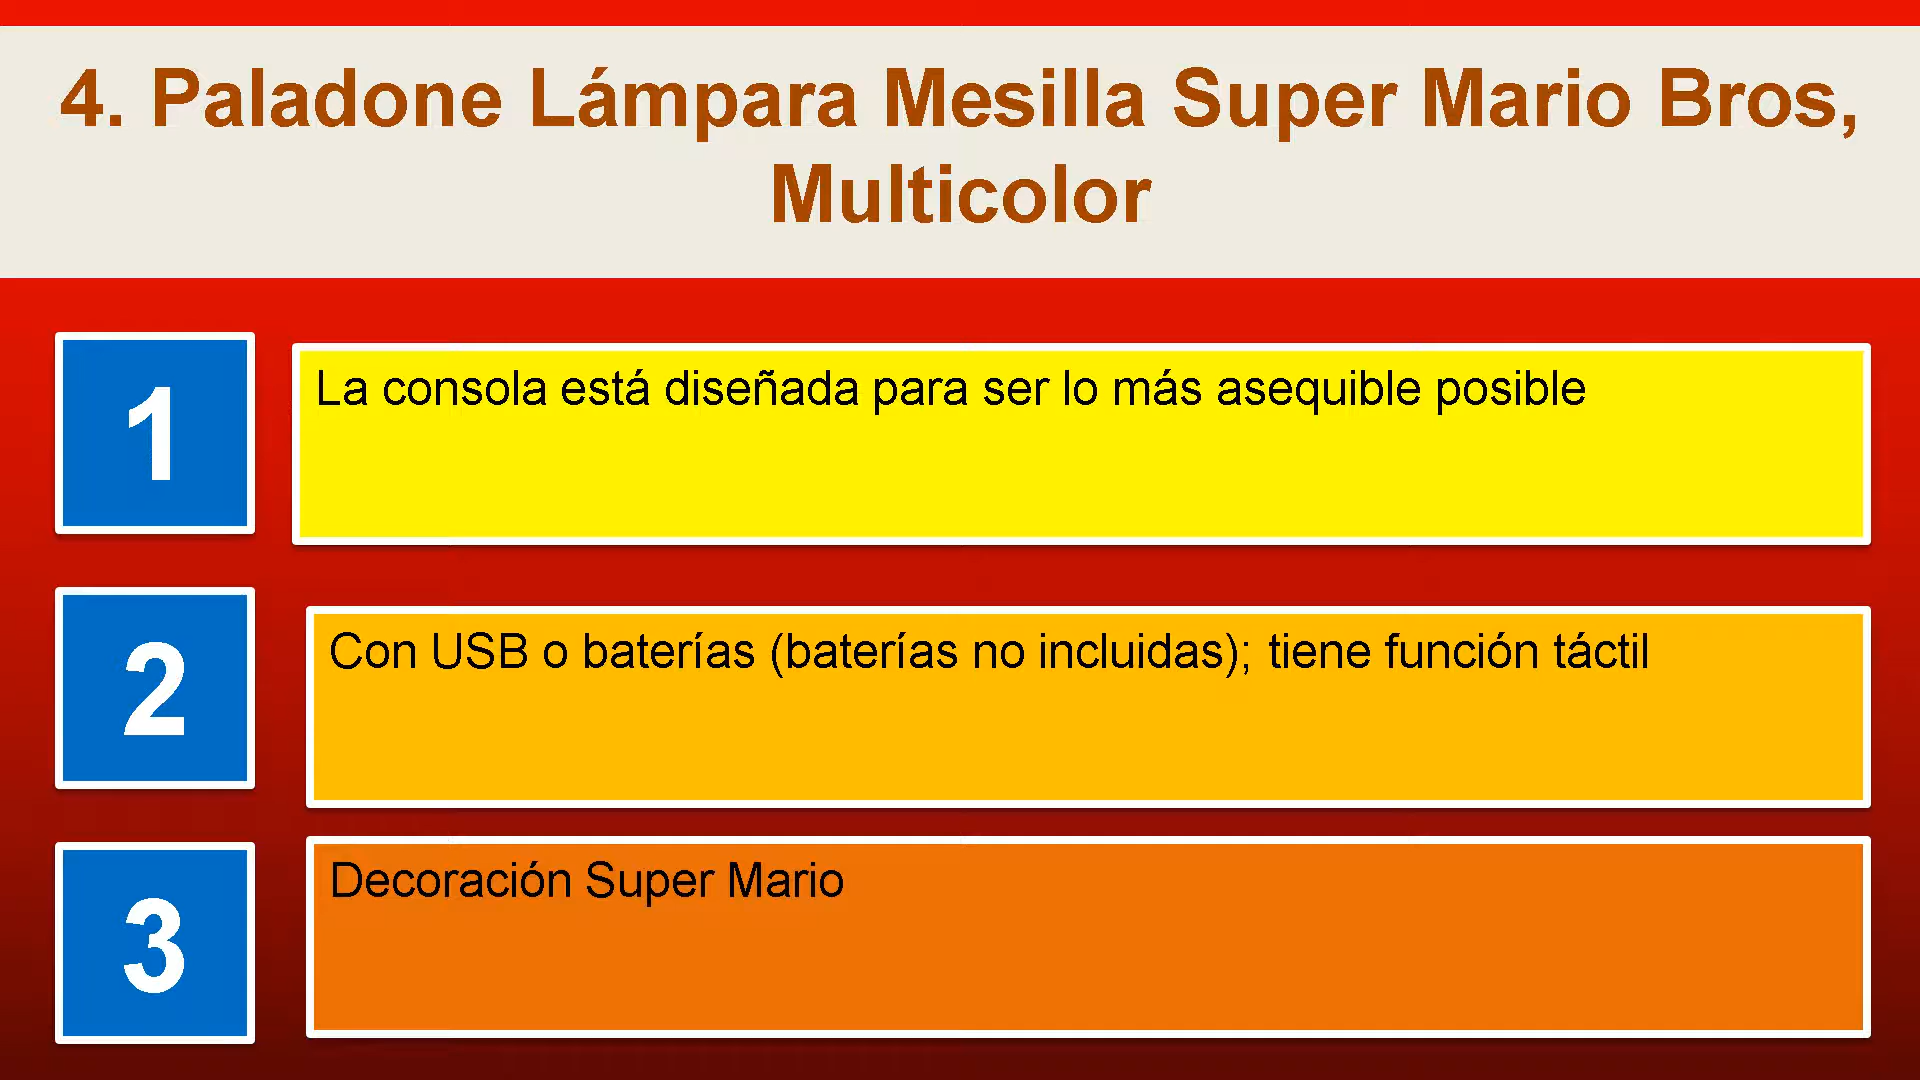 4. Paladone Lámpara Mesilla Super Mario Bros,
Multicolor
1
La consola está diseñada para ser lo más asequible posible
2
Con USB o baterías (baterías no incluidas); tiene función táctil
3
Decoración Super Mario